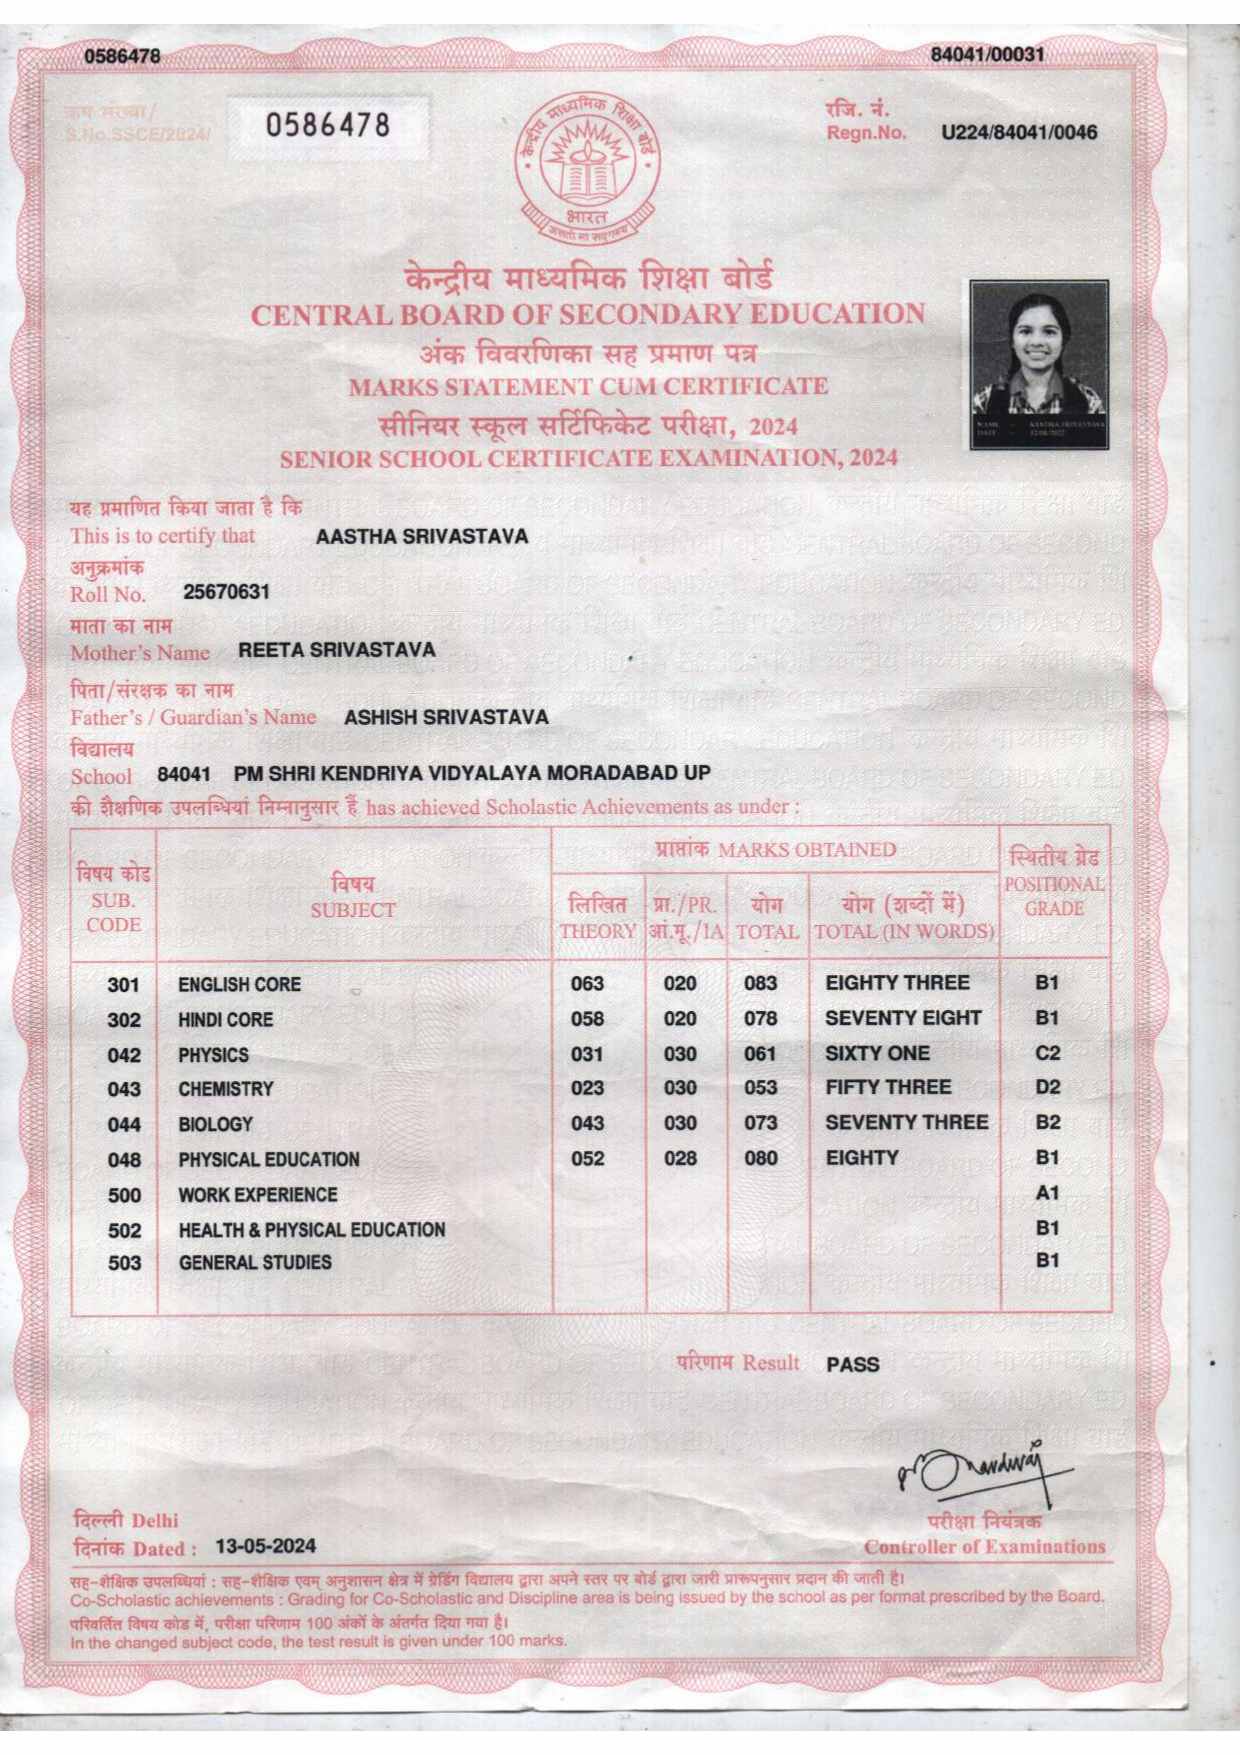 0586478 84041/00031
क्रम संख्या/
S.No.SSCE/2024/ 0586478
रजि. नं.
Regn.No. U224/84041/0046
केन्द्रीय माध्यमिक शिक्षा बोर्ड
भारत
असतो मा सद्गमय
केन्द्रीय माध्यमिक शिक्षा बोर्ड
CENTRAL BOARD OF SECONDARY EDUCATION
अंक विवरणिका सह प्रमाण पत्र
MARKS STATEMENT CUM CERTIFICATE
सीनियर स्कूल सर्टिफिकेट परीक्षा, 2024
SENIOR SCHOOL CERTIFICATE EXAMINATION, 2024
यह प्रमाणित किया जाता है कि
This is to certify that AASTHA SRIVASTAVA
अनुक्रमांक
Roll No. 25670631
माता का नाम
Mother's Name REETA SRIVASTAVA
पिता/संरक्षक का नाम
Father's / Guardian's Name ASHISH SRIVASTAVA
विद्यालय
School 84041 PM SHRI KENDRIYA VIDYALAYA MORADABAD UP
की शैक्षणिक उपलब्धियां निम्नानुसार हैं has achieved Scholastic Achievements as under :
विषय कोड
SUB.
CODE
विषय
SUBJECT
प्राप्तांक MARKS OBTAINED
लिखित
THEORY
प्रा./PR.
आं.मू./IA
योग
TOTAL
योग (शब्दों में)
TOTAL (IN WORDS)
स्थितीय ग्रेड
POSITIONAL
GRADE
301 ENGLISH CORE 063 020 083 EIGHTY THREE B1
302 HINDI CORE 058 020 078 SEVENTY EIGHT B1
042 PHYSICS 031 030 061 SIXTY ONE C2
043 CHEMISTRY 023 030 053 FIFTY THREE D2
044 BIOLOGY 043 030 073 SEVENTY THREE B2
048 PHYSICAL EDUCATION 052 028 080 EIGHTY B1
500 WORK EXPERIENCE A1
502 HEALTH & PHYSICAL EDUCATION B1
503 GENERAL STUDIES B1
परिणाम Result PASS
दिल्ली Delhi
दिनांक Dated : 13-05-2024
परीक्षा नियंत्रक
Controller of Examinations
सह-शैक्षिक उपलब्धियां : सह-शैक्षिक एवम् अनुशासन क्षेत्र में ग्रेडिंग विद्यालय द्वारा अपने स्तर पर बोर्ड द्वारा जारी प्रारूपनुसार प्रदान की जाती है।
Co-Scholastic achievements : Grading for Co-Scholastic and Discipline area is being issued by the school as per format prescribed by the Board.
परिवर्तित विषय कोड में, परीक्षा परिणाम 100 अंकों के अंतर्गत दिया गया है।
In the changed subject code, the test result is given under 100 marks.